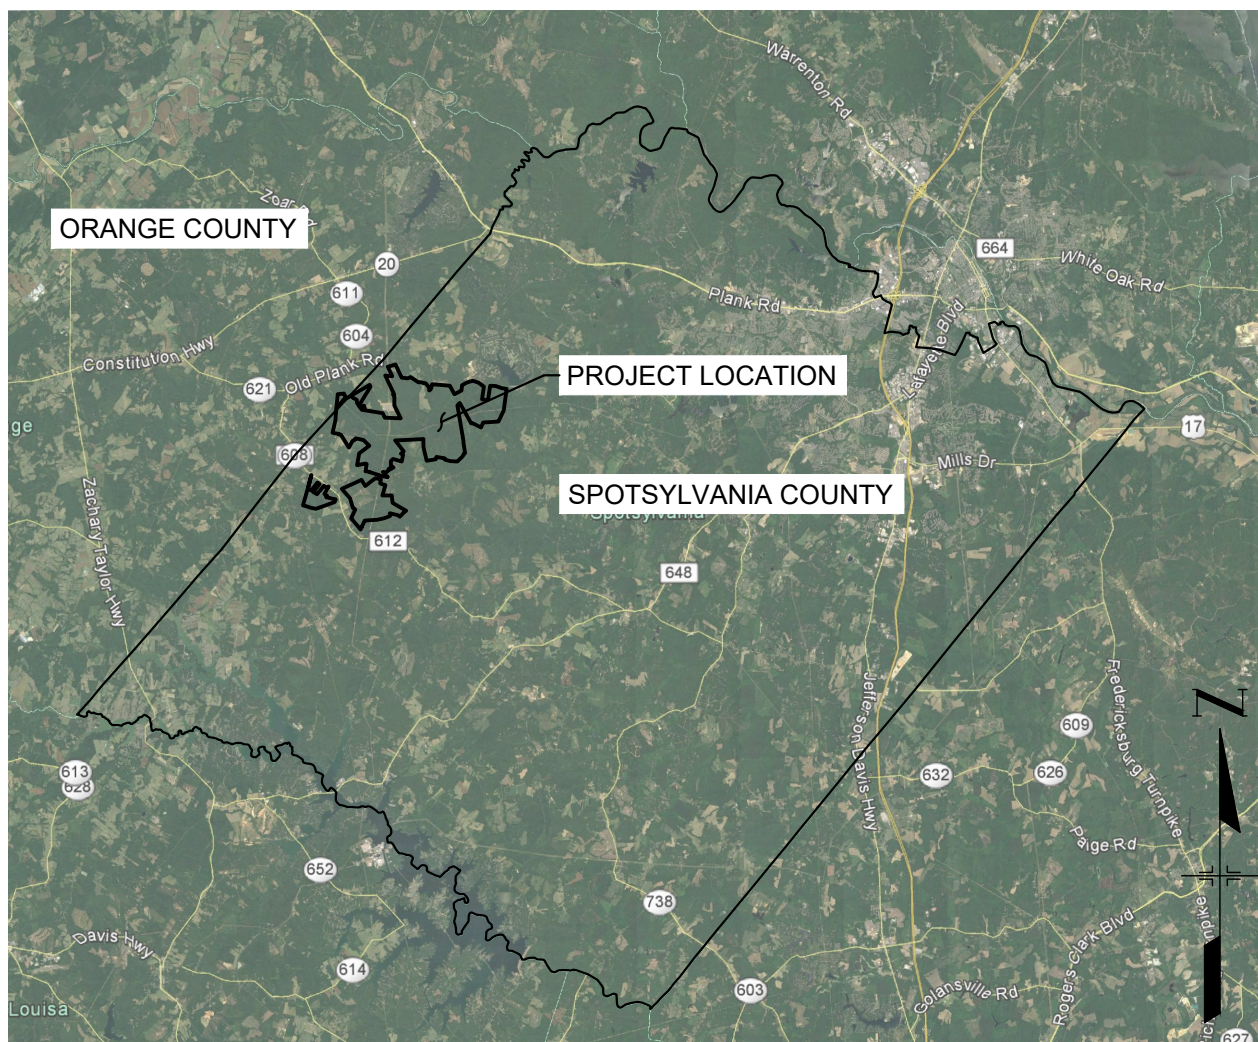 Warrenton Rd
Zoar Rd
ORANGE COUNTY
664
White Oak Rd
20
611
Plank Rd
604
Lafayette Blvd
Constitution Hwy
Old Plank Rd
621
PROJECT LOCATION
17
ge
608
Mills Dr
SPOTSYLVANIA COUNTY
Spotsylvania
Zachary Taylor Hwy
612
648
Jefferson Davis Hwy
Fredericksburg Turnpike
N
609
613
628
632
626
Paige Rd
652
738
Rogers Clark Blvd
Davis Hwy
614
603
Golansville Rd
Louisa
627